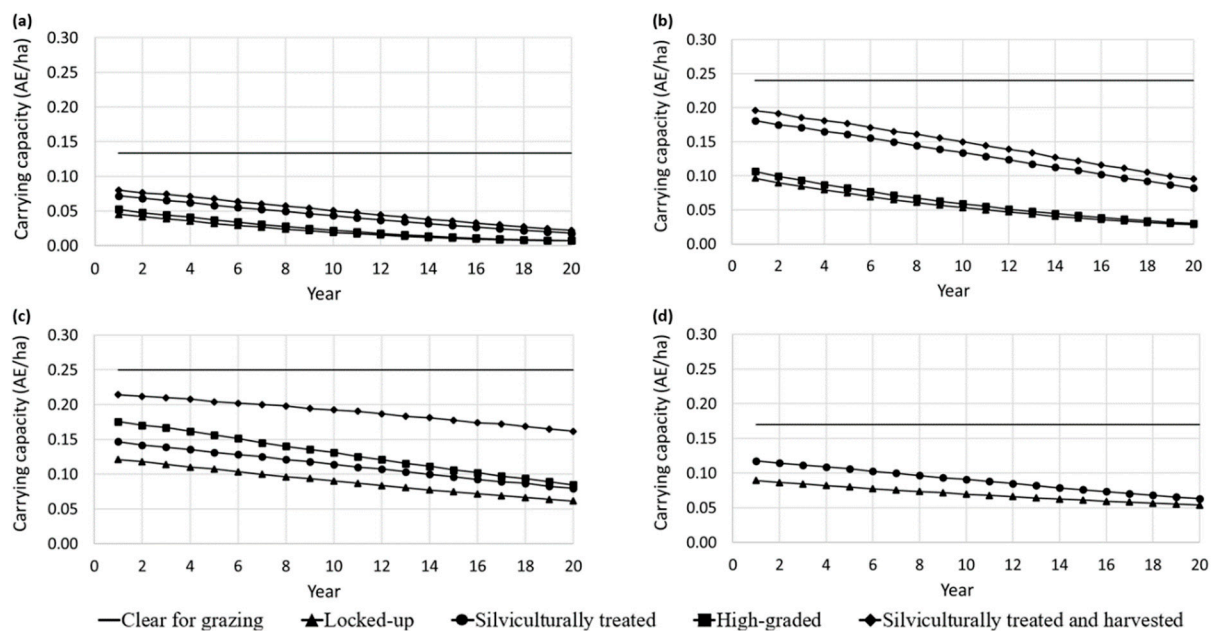 (a)
Carrying capacity (AE/ha)
0.30
0.25
0.20
0.15
0.10
0.05
0.00
0 2 4 6 8 10 12 14 16 18 20
Year
(b)
Carrying capacity (AE/ha)
0.30
0.25
0.20
0.15
0.10
0.05
0.00
0 2 4 6 8 10 12 14 16 18 20
Year
(c)
Carrying capacity (AE/ha)
0.30
0.25
0.20
0.15
0.10
0.05
0.00
0 2 4 6 8 10 12 14 16 18 20
Year
(d)
Carrying capacity (AE/ha)
0.30
0.25
0.20
0.15
0.10
0.05
0.00
0 2 4 6 8 10 12 14 16 18 20
Year
Clear for grazing Locked-up Silviculturally treated High-graded Silviculturally treated and harvested